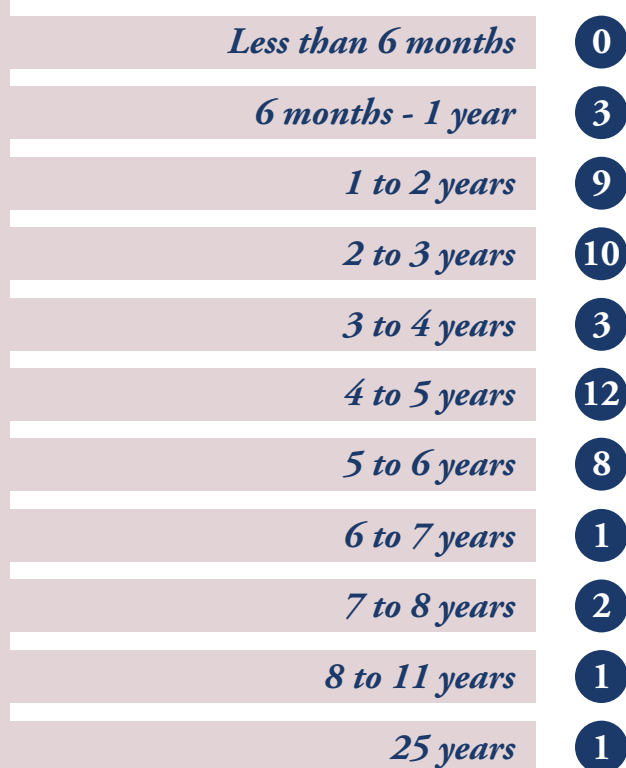 Less than 6 months 0
6 months - 1 year 3
1 to 2 years 9
2 to 3 years 10
3 to 4 years 3
4 to 5 years 12
5 to 6 years 8
6 to 7 years 1
7 to 8 years 2
8 to 11 years 1
25 years 1